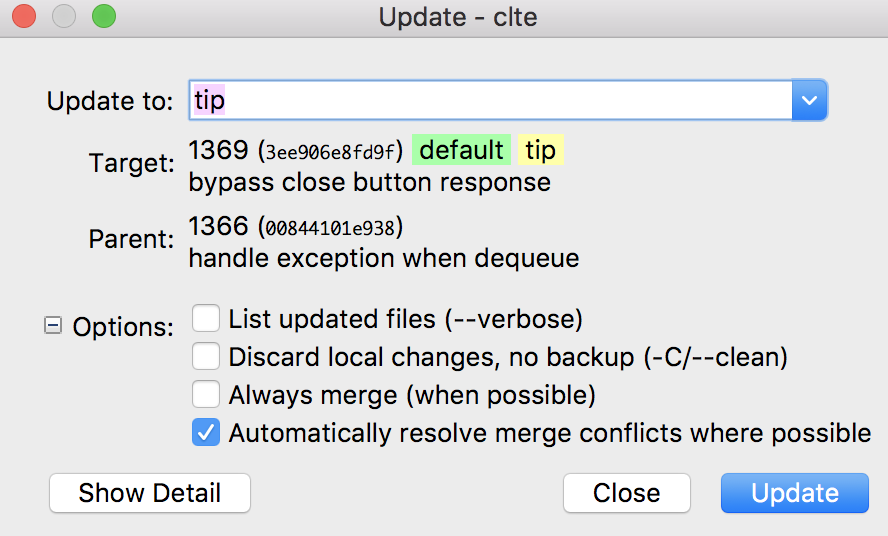 Update - clte
Update to: tip
Target: 1369 (3ee906e8fd9f) default tip
bypass close button response
Parent: 1366 (00844101e938)
handle exception when dequeue
Options: List updated files (--verbose)
Discard local changes, no backup (-C/--clean)
Always merge (when possible)
Automatically resolve merge conflicts where possible
Show Detail Close Update